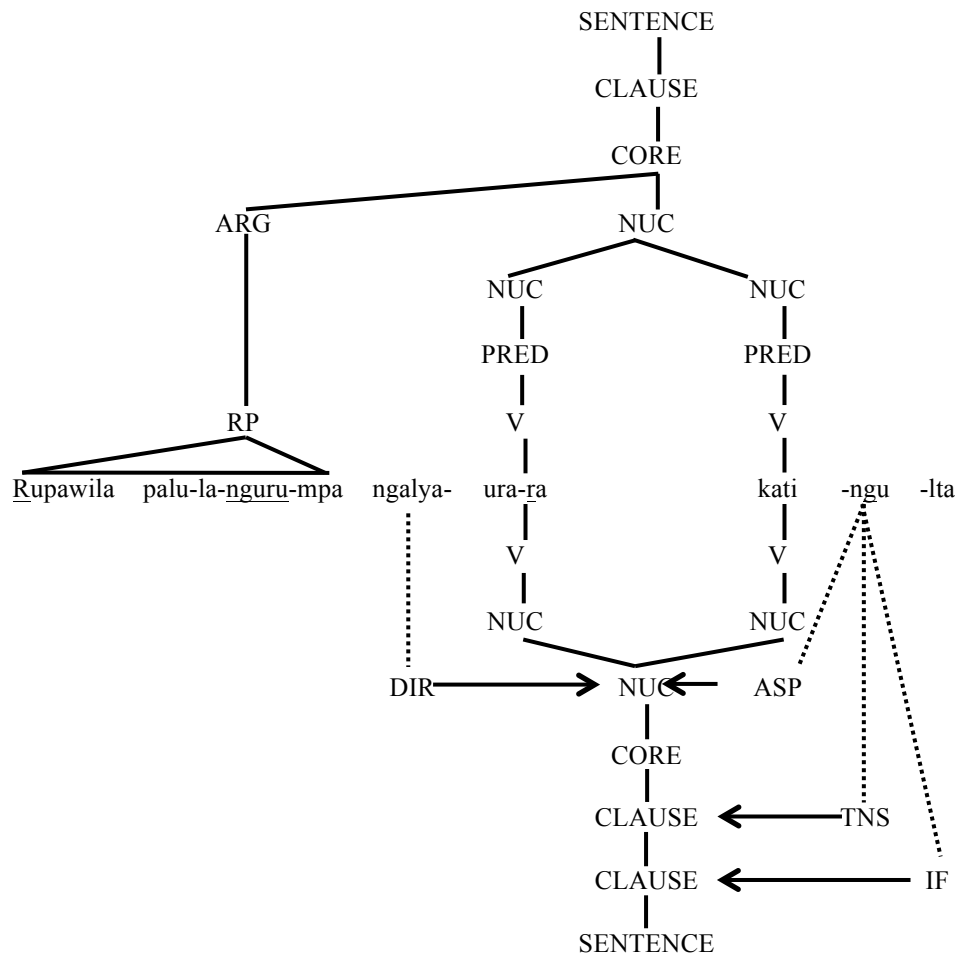 SENTENCE
CLAUSE
CORE
ARG NUC
NUC NUC
PRED PRED
RP V V
Rupawila palu-la-nguru-mpa ngalya- ura-ra kati -ngu -lta
V V
NUC NUC
DIR NUC ASP
CORE
CLAUSE TNS
CLAUSE IF
SENTENCE